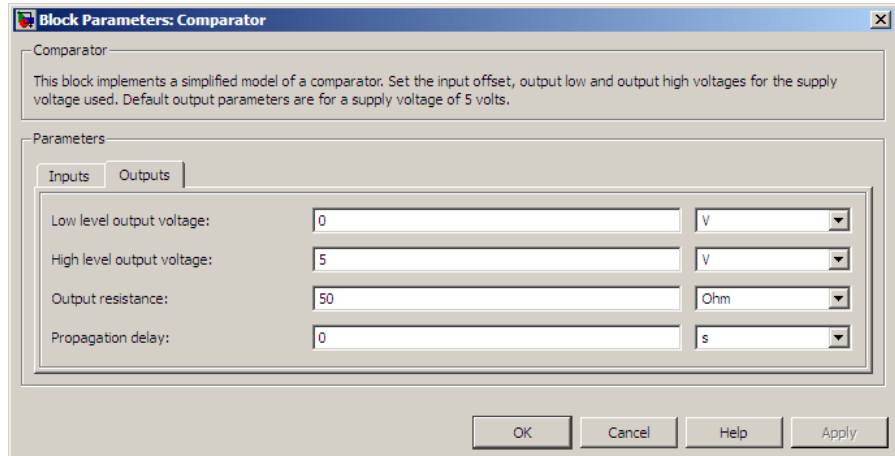 Block Parameters: Comparator
Comparator
This block implements a simplified model of a comparator. Set the input offset, output low and output high voltages for the supply
voltage used. Default output parameters are for a supply voltage of 5 volts.
Parameters
Inputs Outputs
Low level output voltage: 0 V
High level output voltage: 5 V
Output resistance: 50 Ohm
Propagation delay: 0 s
OK Cancel Help Apply